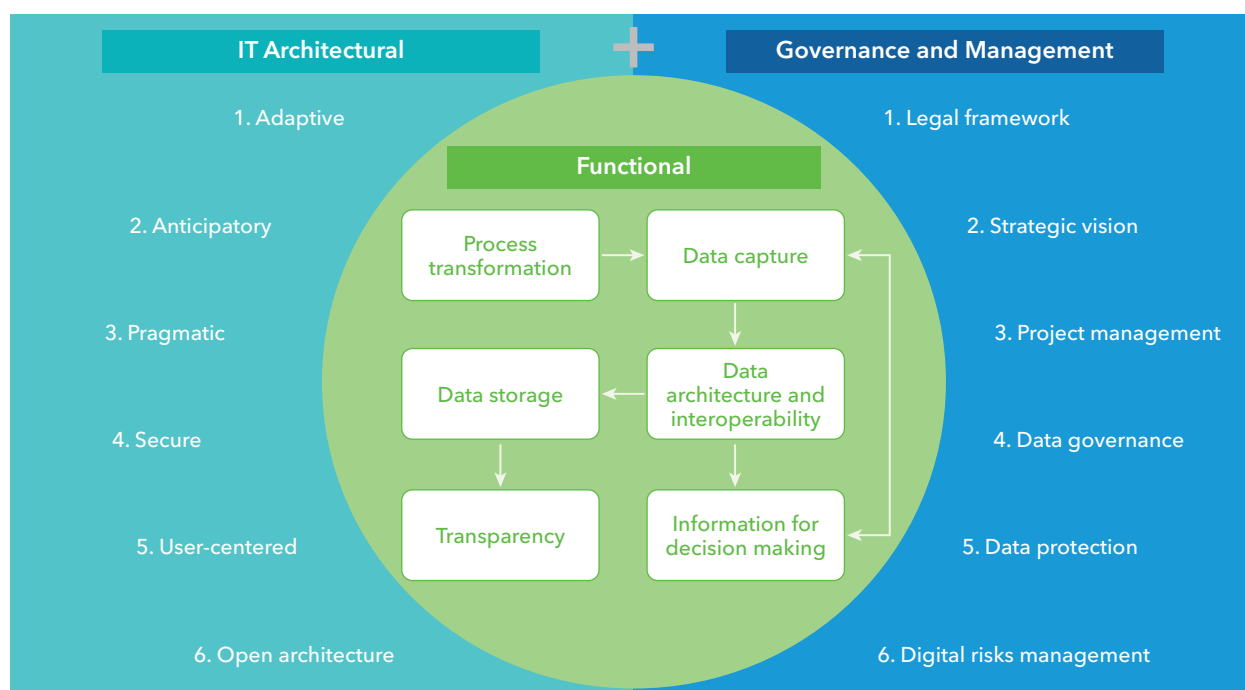 IT Architectural
+
Governance and Management
1. Adaptive
2. Anticipatory
3. Pragmatic
4. Secure
5. User-centered
6. Open architecture
Functional
Process
transformation
Data capture
Data storage
Data
architecture and
interoperability
Transparency
Information for
decision making
1. Legal framework
2. Strategic vision
3. Project management
4. Data governance
5. Data protection
6. Digital risks management